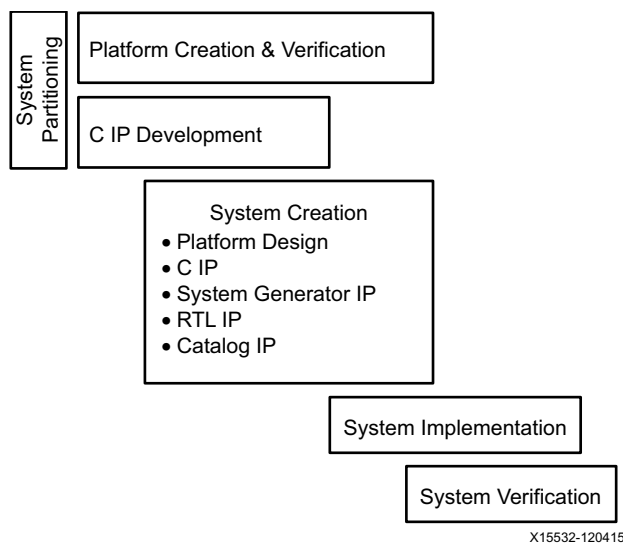 System
Partitioning
Platform Creation & Verification
C IP Development
System Creation
• Platform Design
• C IP
• System Generator IP
• RTL IP
• Catalog IP
System Implementation
System Verification
X15532-120415